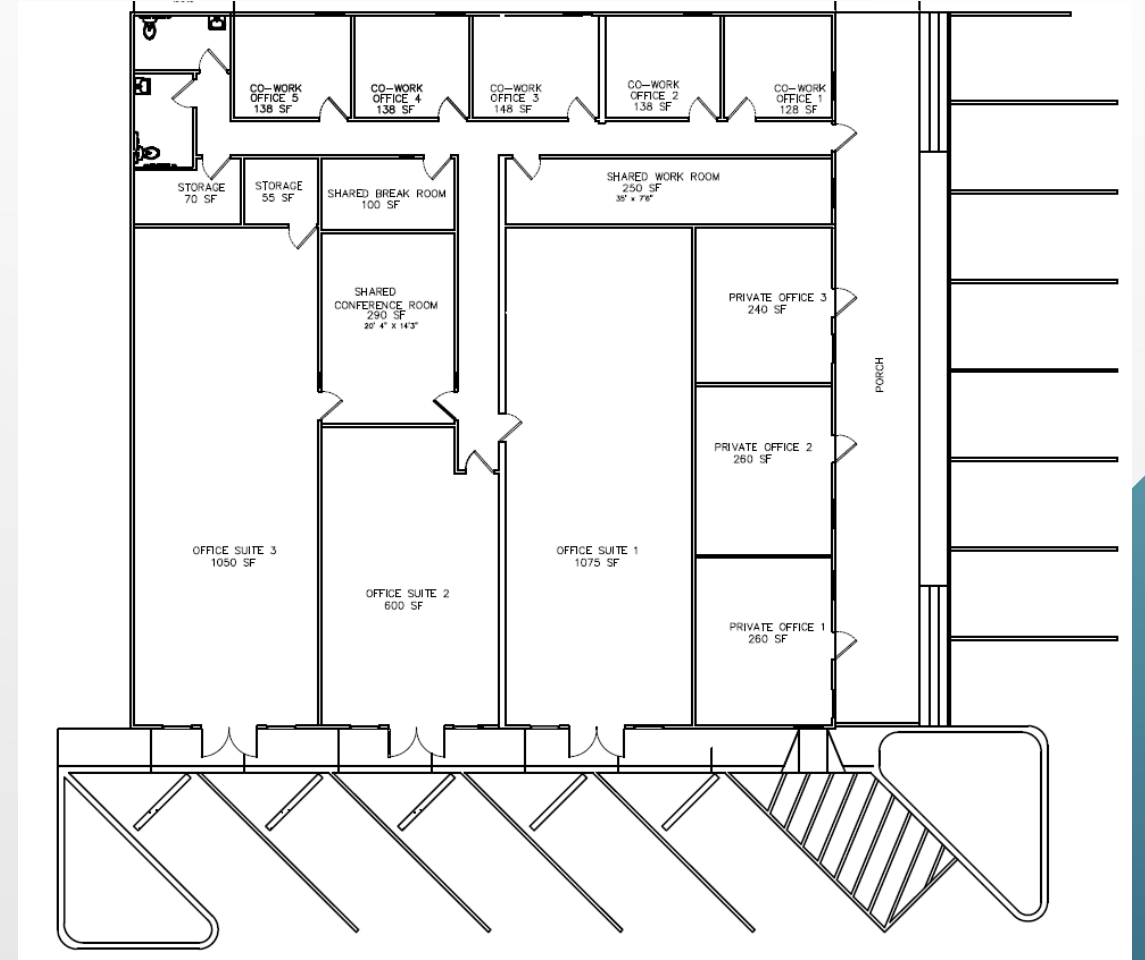 CO-WORK
OFFICE 5
138 SF
CO-WORK
OFFICE 4
138 SF
CO-WORK
OFFICE 3
148 SF
CO-WORK
OFFICE 2
138 SF
CO-WORK
OFFICE 1
128 SF
STORAGE
70 SF
STORAGE
55 SF
SHARED BREAK ROOM
100 SF
SHARED WORK ROOM
250 SF
35' x 7'6"
SHARED
CONFERENCE ROOM
290 SF
20' 4" X 14'3"
PRIVATE OFFICE 3
240 SF
PORCH
PRIVATE OFFICE 2
260 SF
OFFICE SUITE 3
1050 SF
OFFICE SUITE 1
1075 SF
OFFICE SUITE 2
600 SF
PRIVATE OFFICE 1
260 SF